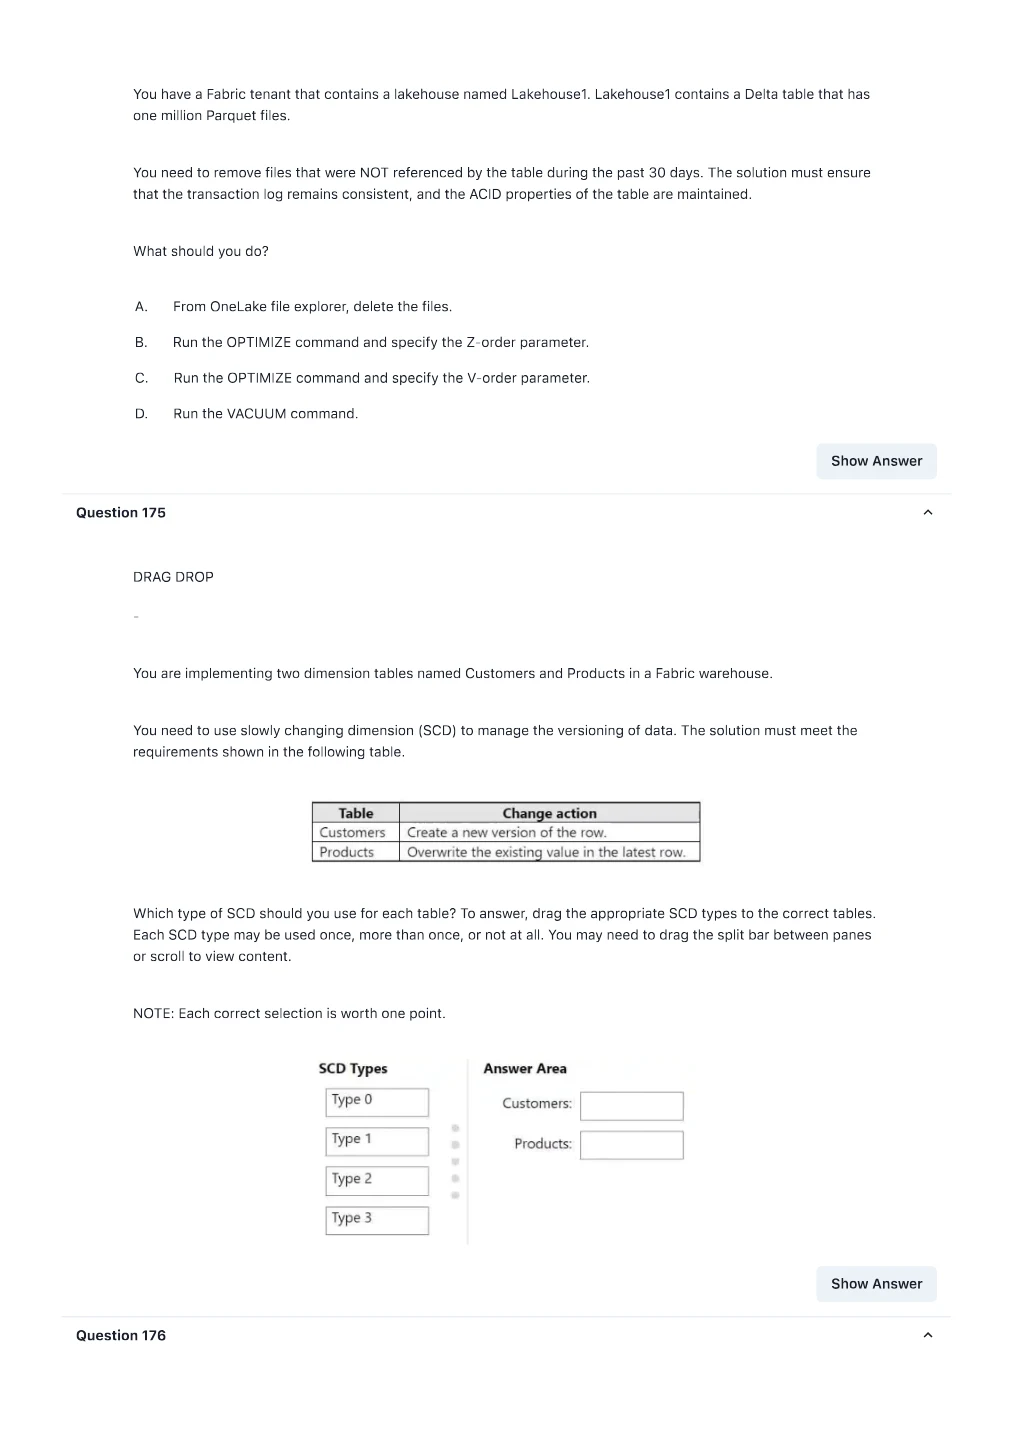 You have a Fabric tenant that contains a lakehouse named Lakehouse1. Lakehouse1 contains a Delta table that has
one million Parquet files.
You need to remove files that were NOT referenced by the table during the past 30 days. The solution must ensure
that the transaction log remains consistent, and the ACID properties of the table are maintained.
What should you do?
A. From OneLake file explorer, delete the files.
B. Run the OPTIMIZE command and specify the Z-order parameter.
C. Run the OPTIMIZE command and specify the V-order parameter.
D. Run the VACUUM command.
Show Answer
Question 175
DRAG DROP
-
You are implementing two dimension tables named Customers and Products in a Fabric warehouse.
You need to use slowly changing dimension (SCD) to manage the versioning of data. The solution must meet the
requirements shown in the following table.
Table Change action
Customers Create a new version of the row.
Products Overwrite the existing value in the latest row.
Which type of SCD should you use for each table? To answer, drag the appropriate SCD types to the correct tables.
Each SCD type may be used once, more than once, or not at all. You may need to drag the split bar between panes
or scroll to view content.
NOTE: Each correct selection is worth one point.
SCD Types
Type 0
Type 1
Type 2
Type 3
Answer Area
Customers:
Products:
Show Answer
Question 176